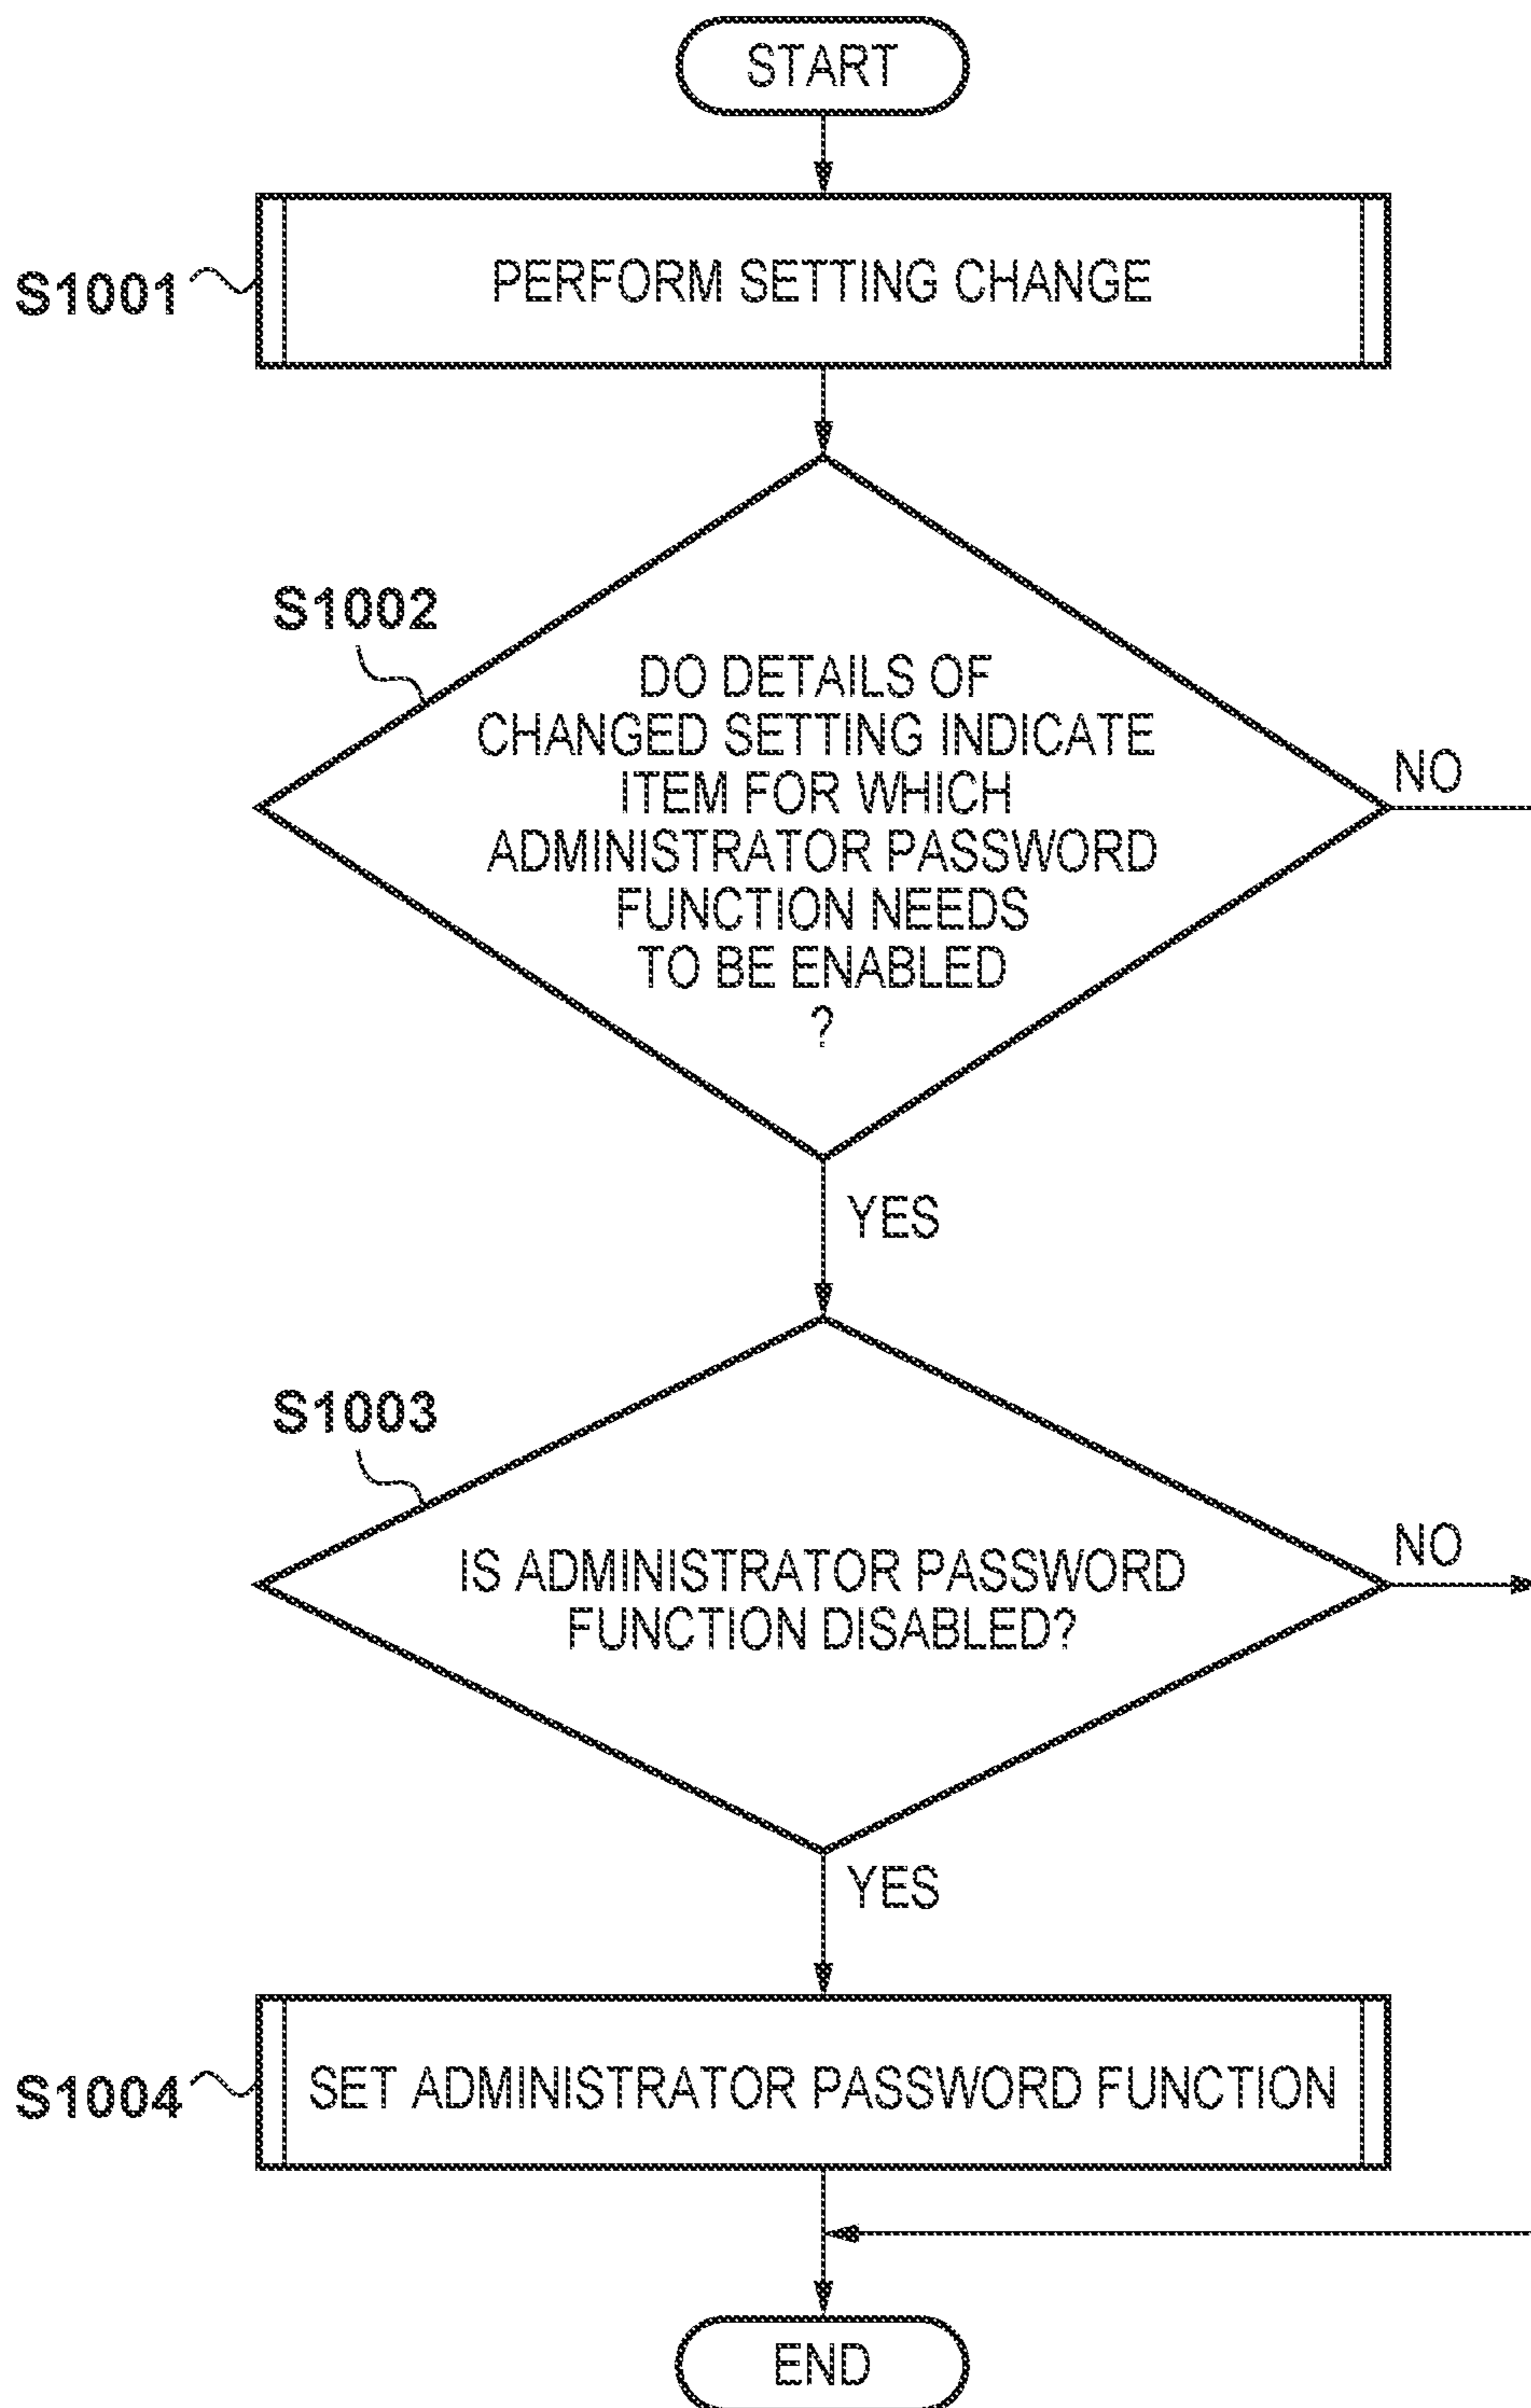 START
S1001
PERFORM SETTING CHANGE
S1002
DO DETAILS OF
CHANGED SETTING INDICATE
ITEM FOR WHICH
ADMINISTRATOR PASSWORD
FUNCTION NEEDS
TO BE ENABLED
?
NO
YES
S1003
IS ADMINISTRATOR PASSWORD
FUNCTION DISABLED?
NO
YES
S1004
SET ADMINISTRATOR PASSWORD FUNCTION
END